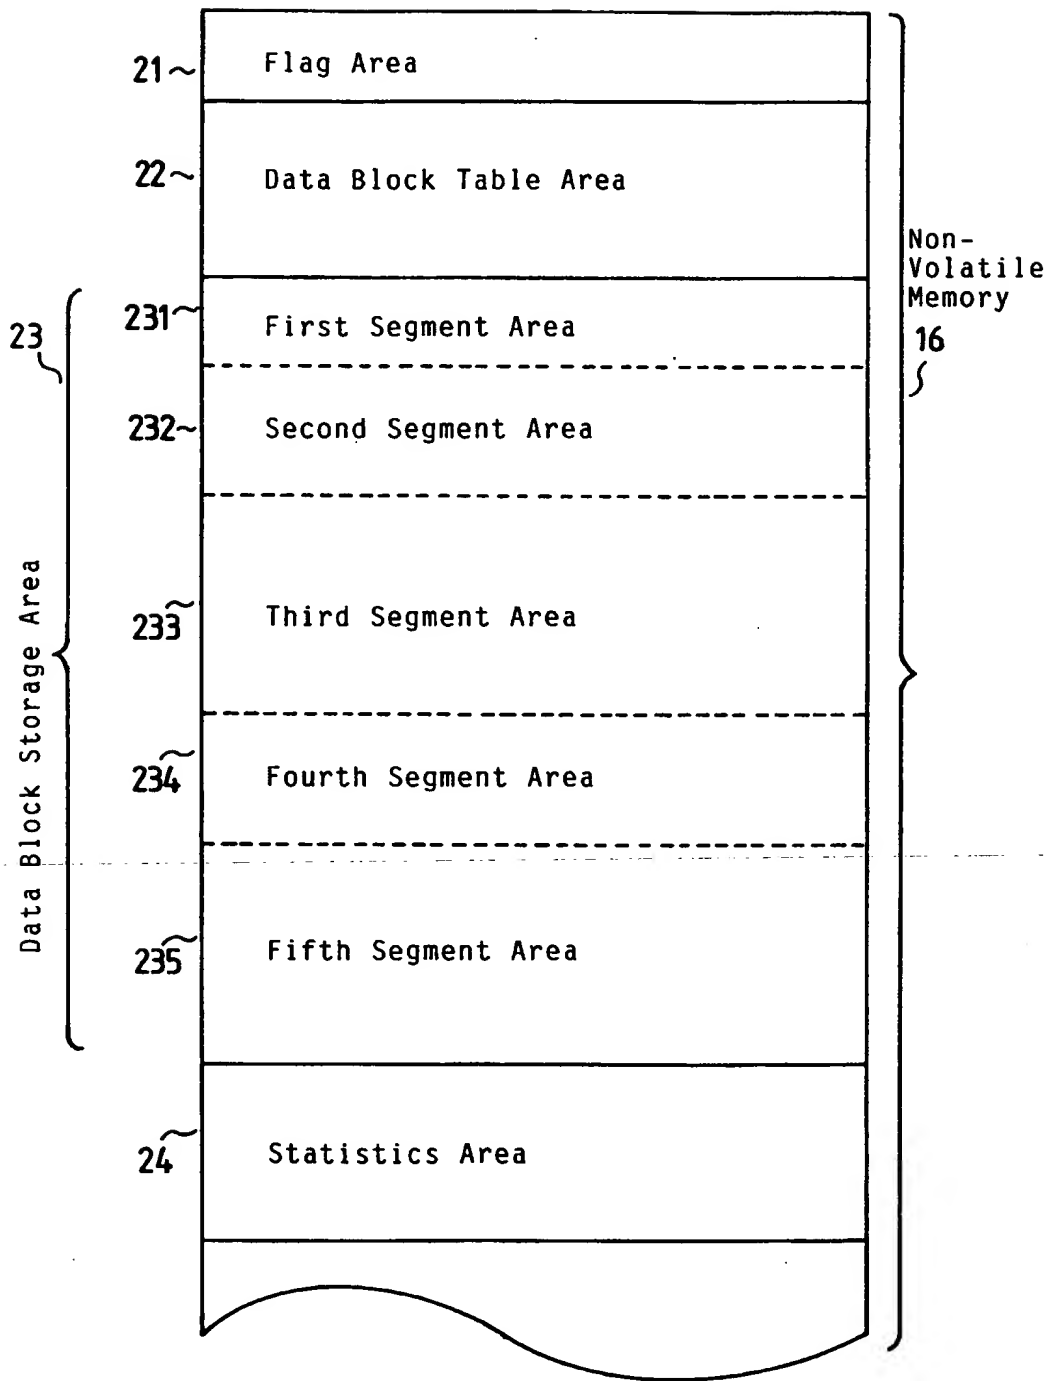 21 Flag Area
22 Data Block Table Area
Non-
Volatile
Memory
16
23
Data Block Storage Area
231 First Segment Area
232 Second Segment Area
233 Third Segment Area
234 Fourth Segment Area
235 Fifth Segment Area
24 Statistics Area